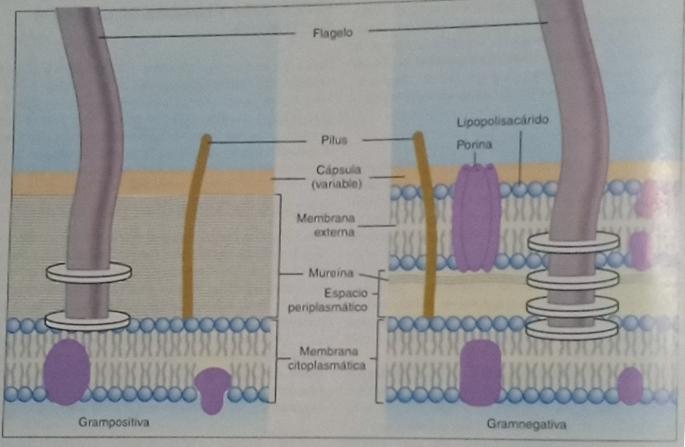 Flagelo
Lipopolisacárido
Pilus
Porina
Cápsula
(variable)
Membrana
externa
Mureína
Espacio
periplasmático
Membrana
citoplasmática
Grampositiva
Gramnegativa